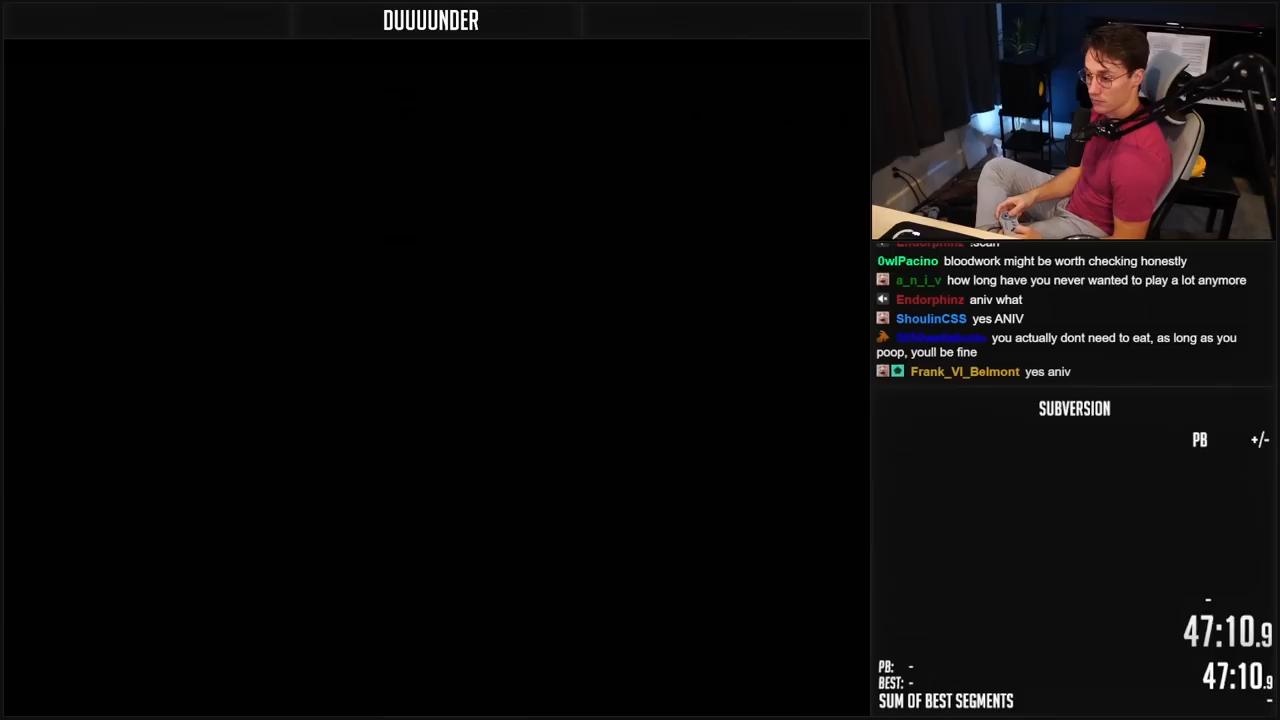 DUUUUNDER
Endorphinz !scan
0wlPacino bloodwork might be worth checking honestly
a_n_i_v how long have you never wanted to play a lot anymore
Endorphinz aniv what
ShoulinCSS yes ANIV
you actually dont need to eat, as long as you
poop, youll be fine
Frank_VI_Belmont yes aniv
SUBVERSION
PB +/-
-
47:10.9
PB: - 47:10.9
BEST: -
SUM OF BEST SEGMENTS -